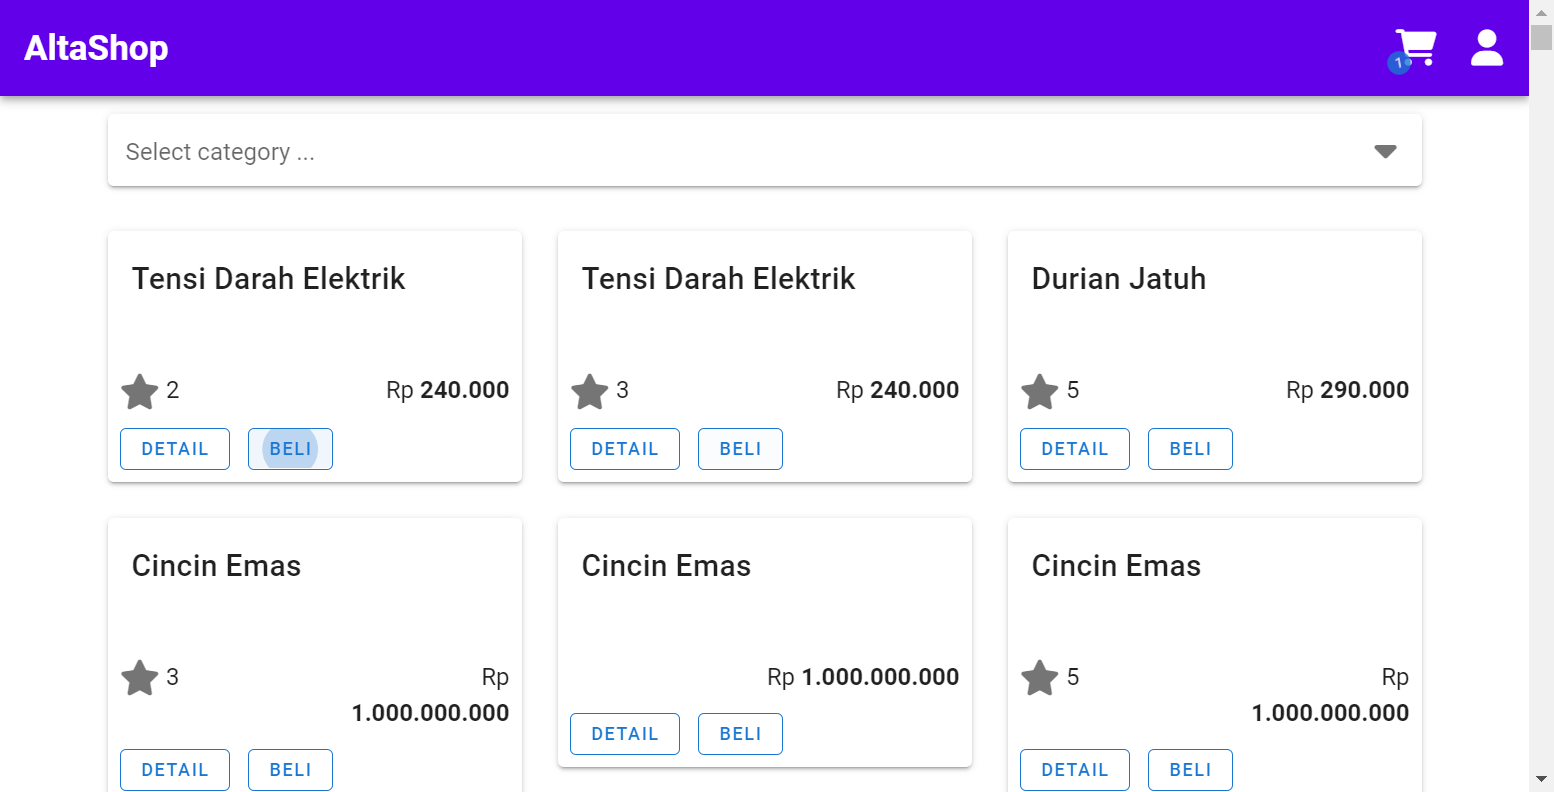 AltaShop
1
Select category ...
Tensi Darah Elektrik
2
Rp 240.000
DETAIL
BELI
Tensi Darah Elektrik
3
Rp 240.000
DETAIL
BELI
Durian Jatuh
5
Rp 290.000
DETAIL
BELI
Cincin Emas
3
Rp
1.000.000.000
DETAIL
BELI
Cincin Emas
Rp 1.000.000.000
DETAIL
BELI
Cincin Emas
5
Rp
1.000.000.000
DETAIL
BELI